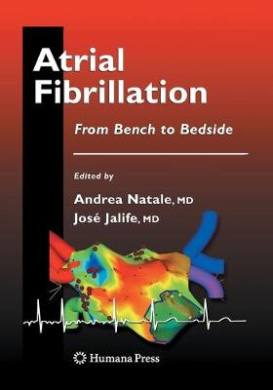 Atrial
Fibrillation
From Bench to Bedside
Edited by
Andrea Natale, MD
José Jalife, MD
Humana Press